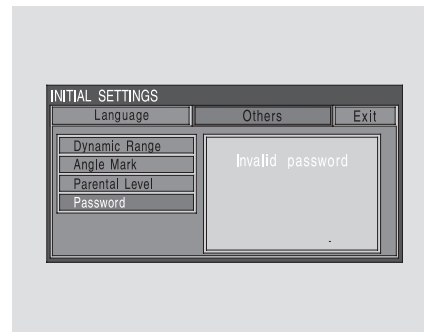 INITIAL SETTINGS
Language Others Exit
Dynamic Range
Angle Mark
Parental Level
Password
Invalid password